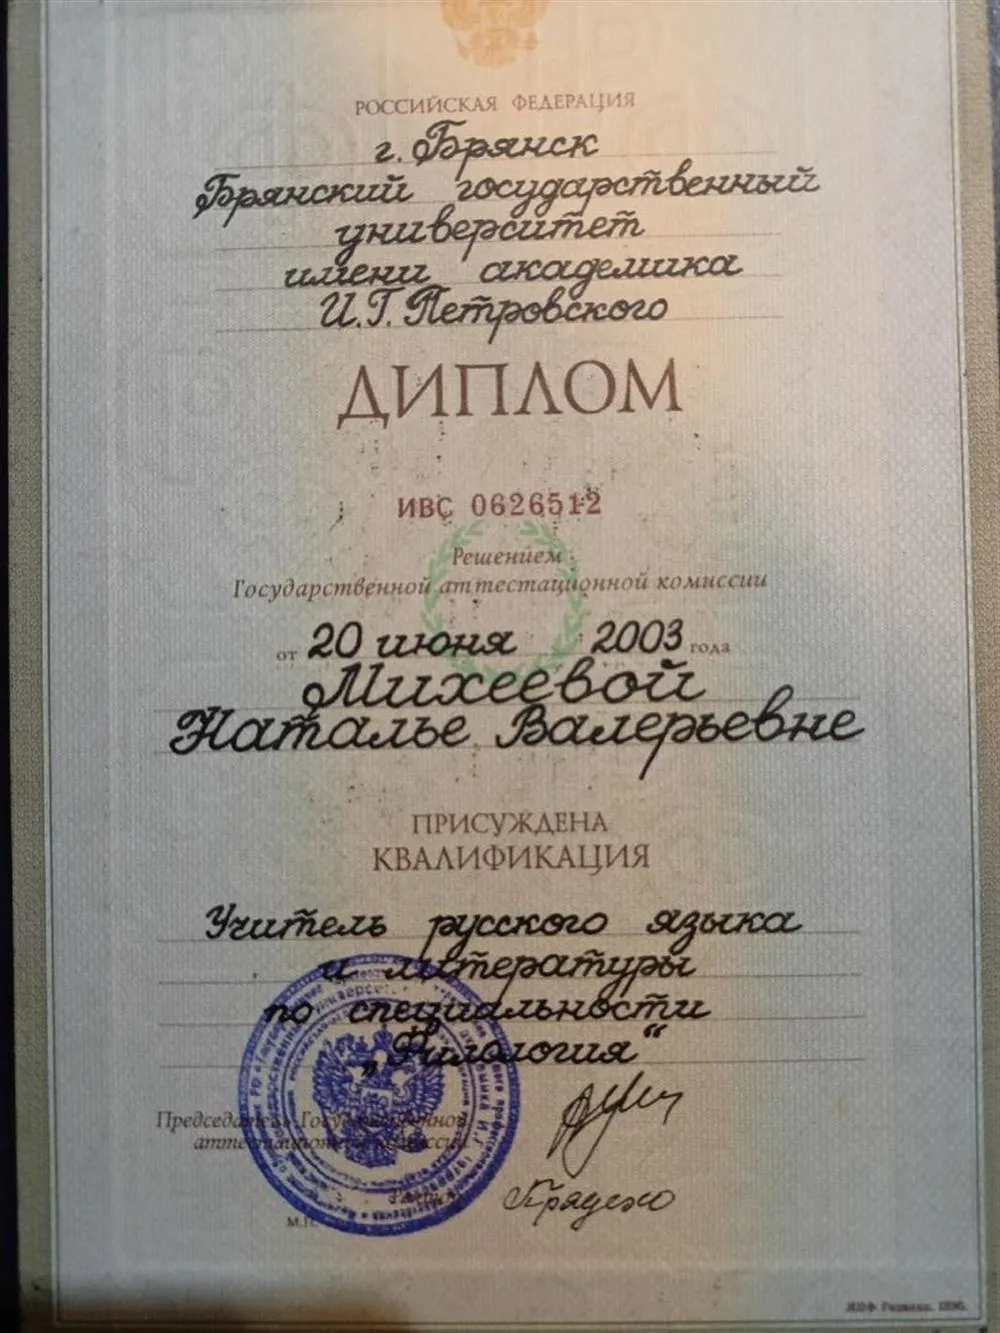 РОССИЙСКАЯ ФЕДЕРАЦИЯ
г. Брянск
Брянский государственный
университет
имени академика
И.Г. Петровского
ДИПЛОМ
ИВС 0626512
Решением
Государственной аттестационной комиссии
от 20 июня 2003 года
Михеевой
Наталье Валерьевне
ПРИСУЖДЕНА
КВАЛИФИКАЦИЯ
Учитель русского языка
и литературы
по специальности
„Филология“
Председатель Государственной
аттестационной комиссии
М.П.